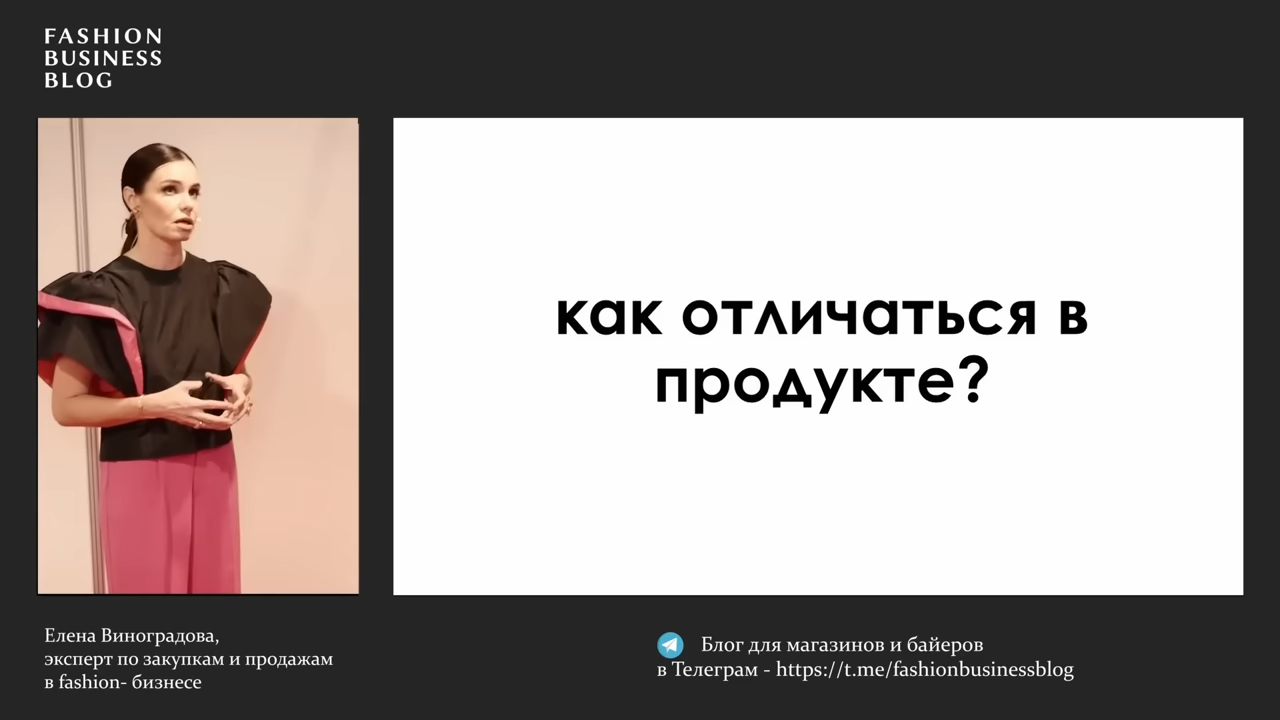 FASHION
BUSINESS
BLOG
как отличаться в
продукте?
Елена Виноградова,
эксперт по закупкам и продажам
в fashion- бизнесе
Блог для магазинов и байеров
в Телеграм - https://t.me/fashionbusinessblog